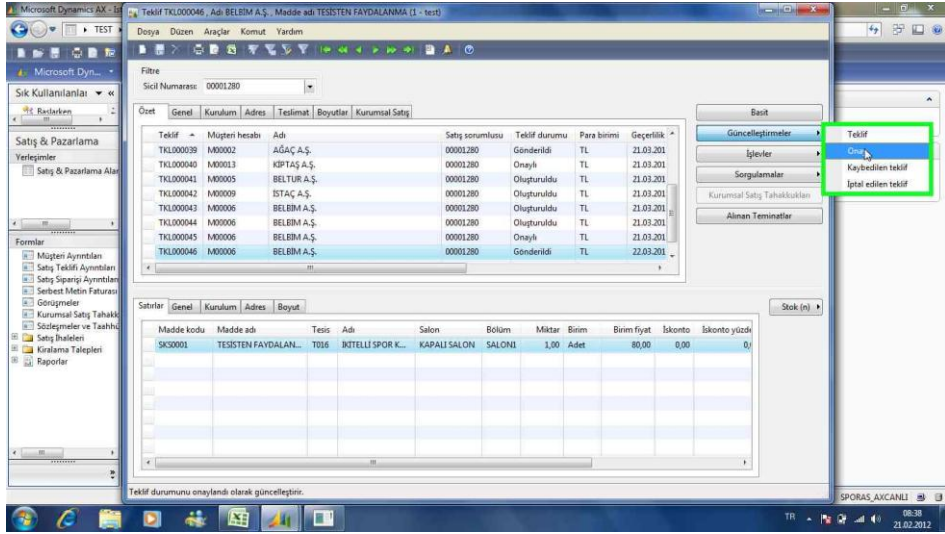 Microsoft Dynamics AX - İst
Teklif TKL000046 , Adı BELBİM A.Ş. , Madde adı TESİSTEN FAYDALANMA (1 - test)
TEST
Dosya Düzen Araçlar Komut Yardım
Microsoft Dyn...
Filtre
Sicil Numarası: 00001280
Sık Kullanılanlar
Başlarken
Satış & Pazarlama
Yerleşimler
Satış & Pazarlama Alar
Formlar
Müşteri Ayrıntıları
Satış Teklifi Ayrıntıları
Satış Siparişi Ayrıntıları
Serbest Metin Faturası
Görüşmeler
Kurumsal Satış Tahakk
Sözleşmeler ve Taahhü
Satış İhaleleri
Kiralama Talepleri
Raporlar
Özet Genel Kurulum Adres Teslimat Boyutlar Kurumsal Satış
Teklif Müşteri hesabı Adı Satış sorumlusu Teklif durumu Para birimi Geçerlilik
TKL000039 M00002 AĞAÇ A.Ş. 00001280 Gönderildi TL 21.03.201
TKL000040 M00013 KİPTAŞ A.Ş. 00001280 Onaylı TL 21.03.201
TKL000041 M00005 BELTUR A.Ş. 00001280 Oluşturuldu TL 21.03.201
TKL000042 M00009 İSTAÇ A.Ş. 00001280 Oluşturuldu TL 21.03.201
TKL000043 M00006 BELBİM A.Ş. 00001280 Oluşturuldu TL 21.03.201
TKL000044 M00006 BELBİM A.Ş. 00001280 Oluşturuldu TL 21.03.201
TKL000045 M00006 BELBİM A.Ş. 00001280 Onaylı TL 21.03.201
TKL000046 M00006 BELBİM A.Ş. 00001280 Gönderildi TL 22.03.201
Basit
Güncelleştirmeler
İşlevler
Sorgulamalar
Kurumsal Satış Tahakkukları
Alınan Teminatlar
Teklif
Onay
Kaybedilen teklif
İptal edilen teklif
Satırlar Genel Kurulum Adres Boyut
Stok (n)
Madde kodu Madde adı Tesis Adı Salon Bölüm Miktar Birim Birim fiyat İskonto İskonto yüzde
SKS0001 TESİSTEN FAYDALAN... T016 İKİTELLİ SPOR K... KAPALI SALON SALON1 1,00 Adet 80,00 0,00 0,
Teklif durumunu onaylandı olarak güncelleştirir.
SPORAS_AXCANLI
TR
08:38
21.02.2012